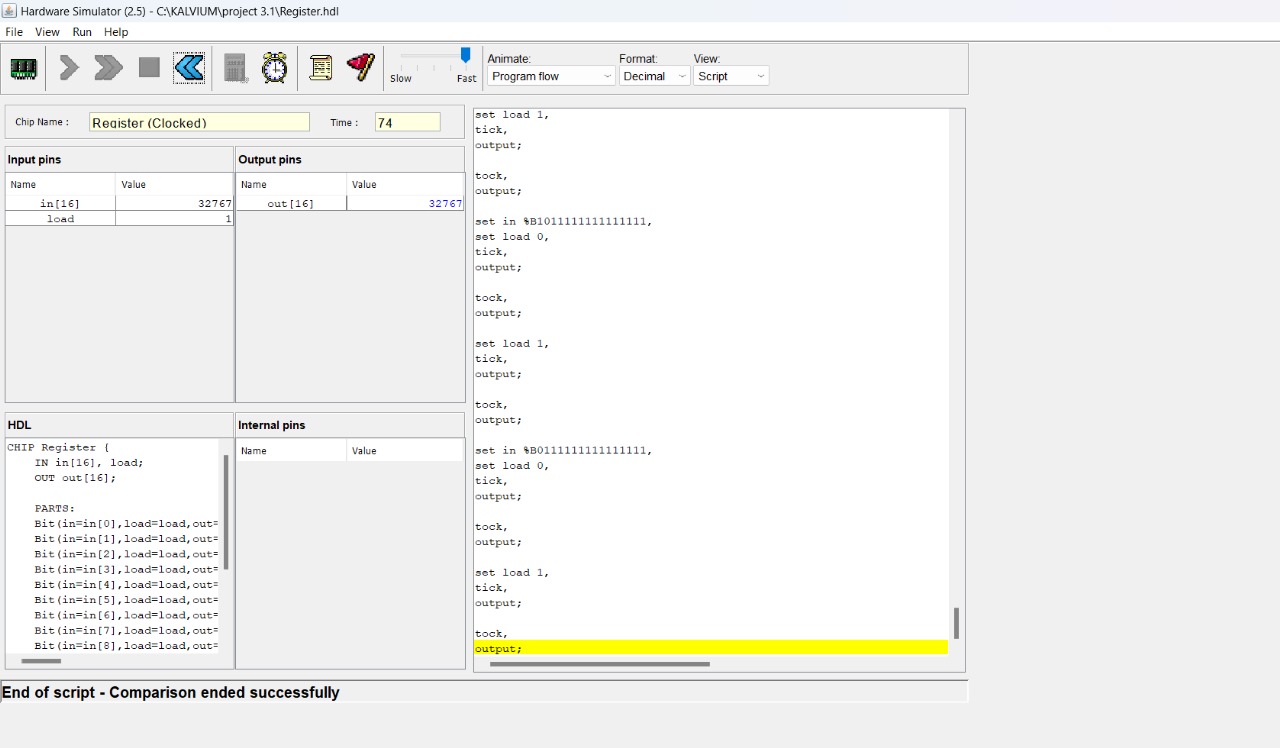 Hardware Simulator (2.5) - C:\KALVIUM\project 3.1\Register.hdl
File View Run Help
Slow Fast
Animate: Format: View:
Program flow Decimal Script
Chip Name : Register (Clocked) Time : 74
Input pins
Name Value
in[16] 32767
load 1
Output pins
Name Value
out[16] 32767
HDL
CHIP Register {
IN in[16], load;
OUT out[16];
PARTS:
Bit(in=in[0],load=load,out=
Bit(in=in[1],load=load,out=
Bit(in=in[2],load=load,out=
Bit(in=in[3],load=load,out=
Bit(in=in[4],load=load,out=
Bit(in=in[5],load=load,out=
Bit(in=in[6],load=load,out=
Bit(in=in[7],load=load,out=
Bit(in=in[8],load=load,out=
Internal pins
Name Value
set load 1,
tick,
output;
tock,
output;
set in %B1011111111111111,
set load 0,
tick,
output;
tock,
output;
set load 1,
tick,
output;
tock,
output;
set in %B0111111111111111,
set load 0,
tick,
output;
tock,
output;
set load 1,
tick,
output;
tock,
output;
End of script - Comparison ended successfully